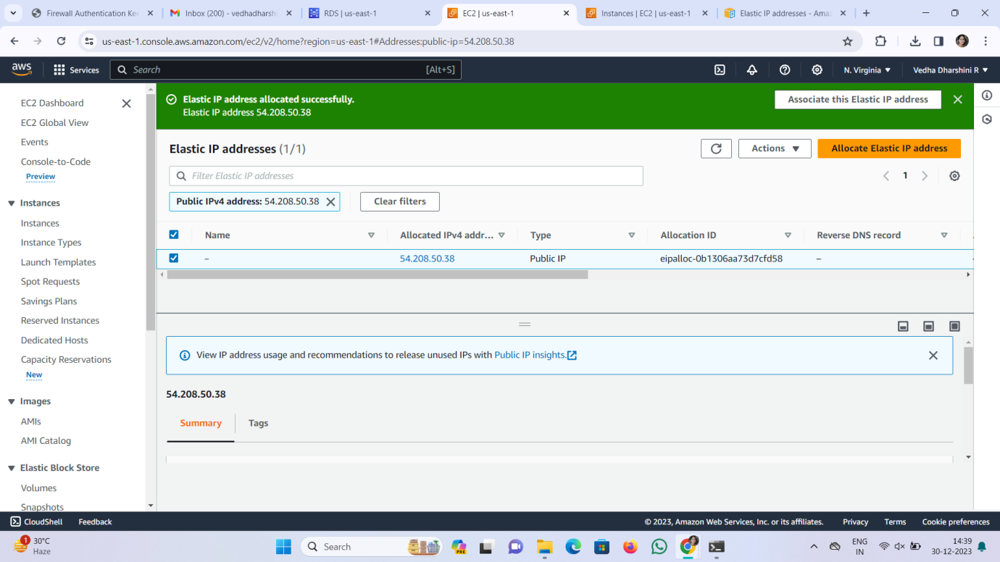 Firewall Authentication Ke
Inbox (200) - vedhadharshi
RDS | us-east-1
EC2 | us-east-1
Instances | EC2 | us-east-1
Elastic IP addresses - Ama
us-east-1.console.aws.amazon.com/ec2/v2/home?region=us-east-1#Addresses:public-ip=54.208.50.38
aws
Services
Search
[Alt+S]
N. Virginia
Vedha Dharshini R
EC2 Dashboard
EC2 Global View
Events
Console-to-Code
Preview
Instances
Instances
Instance Types
Launch Templates
Spot Requests
Savings Plans
Reserved Instances
Dedicated Hosts
Capacity Reservations
New
Images
AMIs
AMI Catalog
Elastic Block Store
Volumes
Snapshots
Elastic IP address allocated successfully.
Elastic IP address 54.208.50.38
Associate this Elastic IP address
Elastic IP addresses (1/1)
Actions
Allocate Elastic IP address
Filter Elastic IP addresses
1
Public IPv4 address: 54.208.50.38
Clear filters
Name Allocated IPv4 addr... Type Allocation ID Reverse DNS record
– 54.208.50.38 Public IP eipalloc-0b1306aa73d7cfd58 –
View IP address usage and recommendations to release unused IPs with Public IP insights.
54.208.50.38
Summary Tags
CloudShell Feedback © 2023, Amazon Web Services, Inc. or its affiliates. Privacy Terms Cookie preferences
1
30°C
Haze
Search
PRE
ENG
IN
14:39
30-12-2023